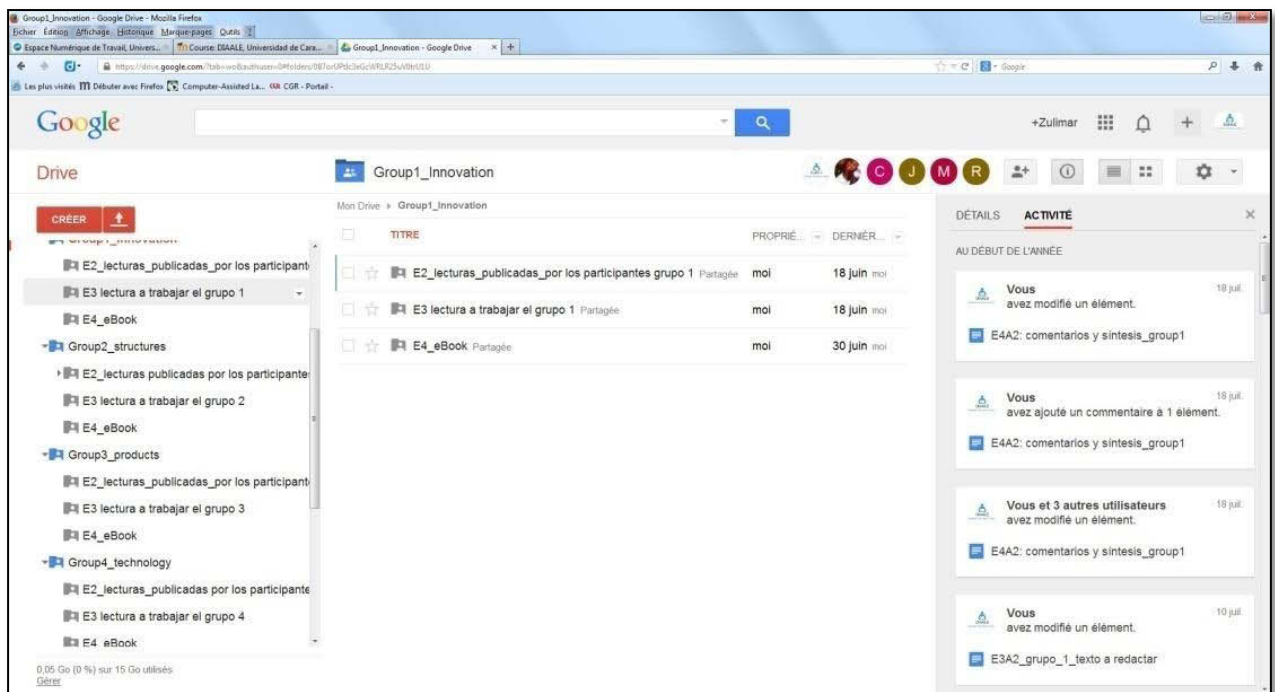 Group1_Innovation - Google Drive - Mozilla Firefox
Fichier Édition Affichage Historique Marque-pages Outils ?
Espace Numérique de Travail, Univers... Course: DIAALE, Universidad de Cara... Group1_Innovation - Google Drive
Google
Les plus visités Débuter avec Firefox Computer-Assisted La... CGR - Portail -
Google
+Zulimar
Drive
Group1_Innovation
C J M R
CRÉER
Mon Drive Group1_Innovation
TITRE PROPRIÉ... DERNIÈR...
E2_lecturas_publicadas_por los participantes grupo 1 Partagée moi 18 juin moi
E3 lectura a trabajar el grupo 1 Partagée moi 18 juin moi
E4_eBook Partagée moi 30 juin moi
Group1_Innovation
E2_lecturas_publicadas_por los participant
E3 lectura a trabajar el grupo 1
E4_eBook
Group2_structures
E2_lecturas publicadas por los participante
E3 lectura a trabajar el grupo 2
E4_eBook
Group3_products
E2_lecturas_publicadas_por los participant
E3 lectura a trabajar el grupo 3
E4_eBook
Group4_technology
E2_lecturas_publicadas por los participante
E3 lectura a trabajar el grupo 4
E4_eBook
0,05 Go (0 %) sur 15 Go utilisés
Gérer
DÉTAILS ACTIVITÉ
AU DÉBUT DE L'ANNÉE
Vous 18 juil.
avez modifié un élément.
E4A2: comentarios y síntesis_group1
Vous 18 juil.
avez ajouté un commentaire à 1 élément.
E4A2: comentarios y síntesis_group1
Vous et 3 autres utilisateurs 18 juil.
avez modifié un élément.
E4A2: comentarios y síntesis_group1
Vous 10 juil.
avez modifié un élément.
E3A2_grupo_1_texto a redactar